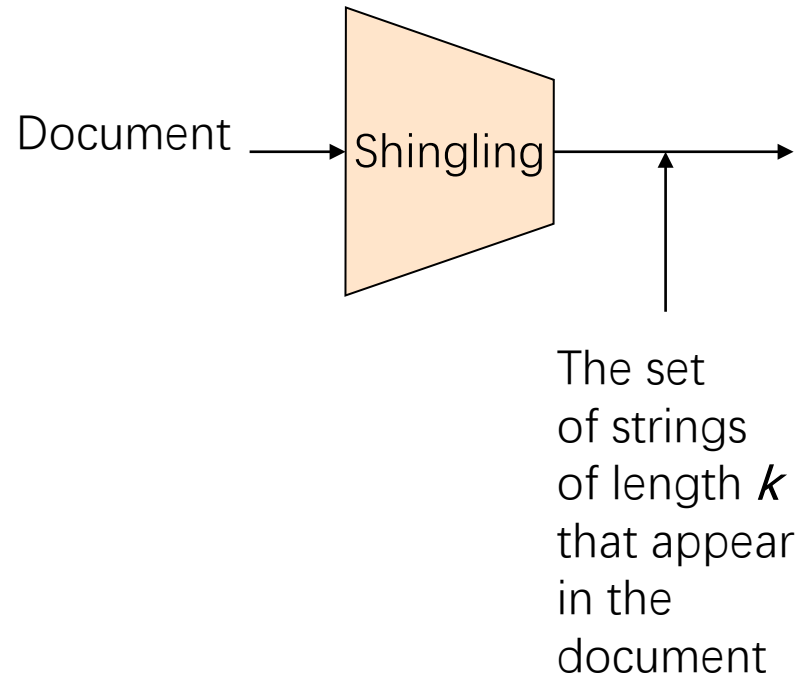 Document
Shingling
The set
of strings
of length k
that appear
in the
document